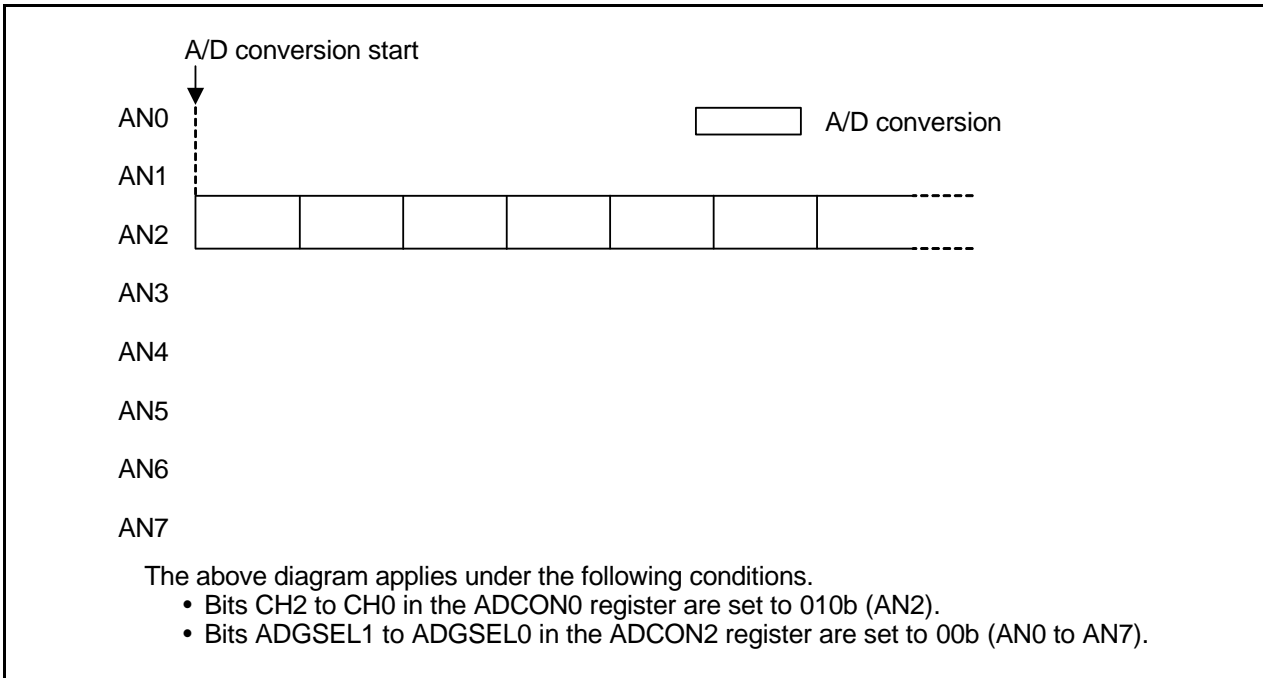 A/D conversion start
AN0
A/D conversion
AN1
AN2
AN3
AN4
AN5
AN6
AN7
The above diagram applies under the following conditions.
• Bits CH2 to CH0 in the ADCON0 register are set to 010b (AN2).
• Bits ADGSEL1 to ADGSEL0 in the ADCON2 register are set to 00b (AN0 to AN7).